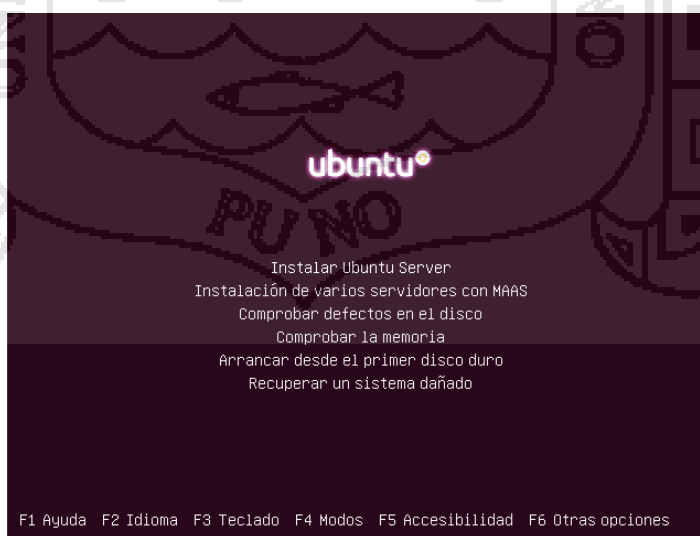 ubuntu
PUNO
Instalar Ubuntu Server
Instalación de varios servidores con MAAS
Comprobar defectos en el disco
Comprobar la memoria
Arrancar desde el primer disco duro
Recuperar un sistema dañado
F1 Ayuda F2 Idioma F3 Teclado F4 Modos F5 Accesibilidad F6 Otras opciones